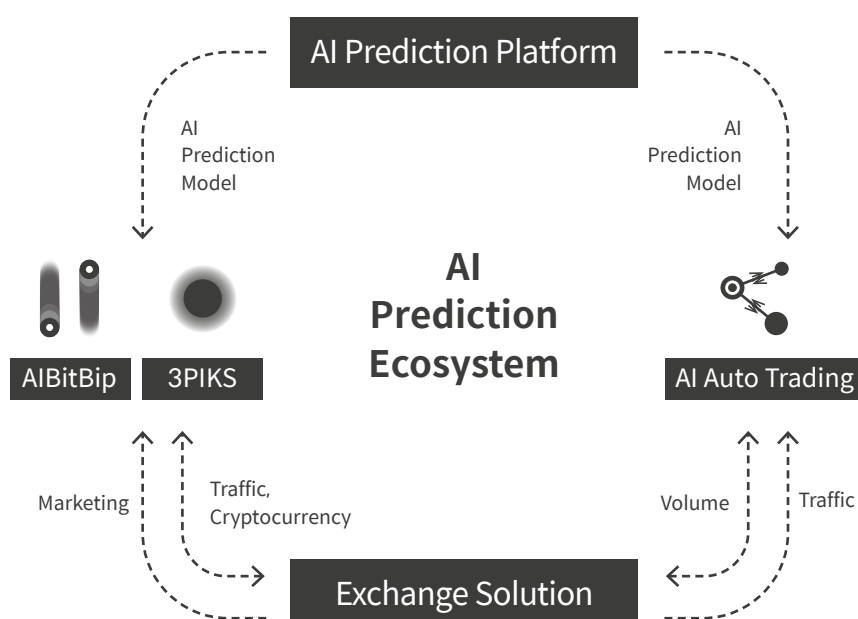 AI Prediction Platform
AI
Prediction
Model
AI
Prediction
Model
AI
Prediction
Ecosystem
AIBitBip
3PIKS
AI Auto Trading
Marketing
Traffic,
Cryptocurrency
Volume
Traffic
Exchange Solution